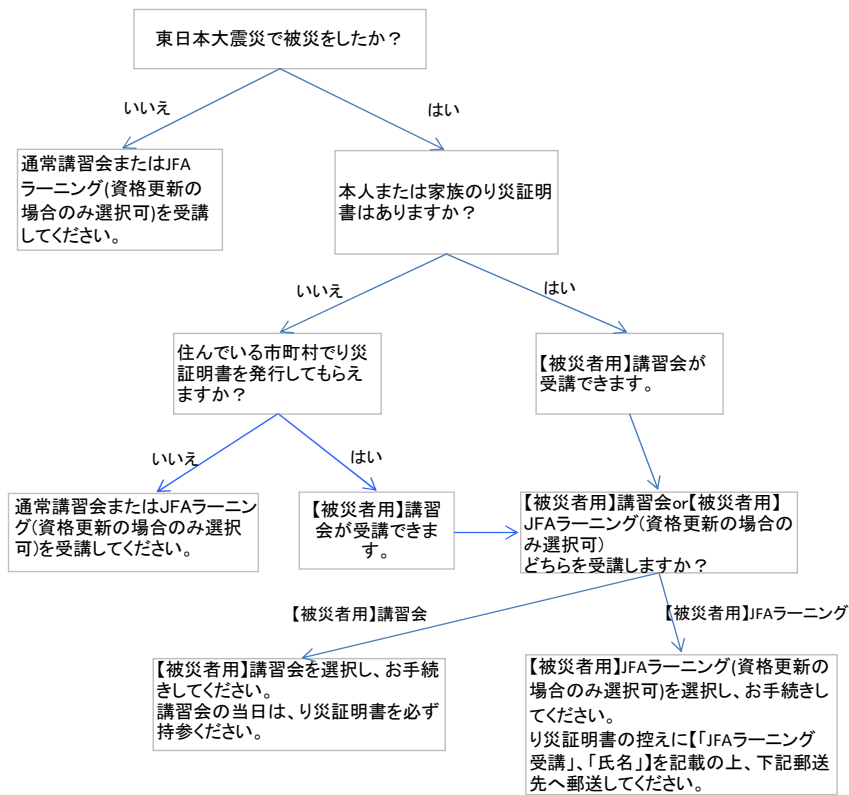 東日本大震災で被災をしたか？
いいえ
はい
通常講習会またはJFA
ラーニング(資格更新の
場合のみ選択可)を受講
してください。
本人または家族のり災証明
書はありますか？
いいえ
はい
住んでいる市町村でり災
証明書を発行してもらえ
ますか？
【被災者用】講習会が
受講できます。
いいえ
はい
通常講習会またはJFAラーニン
グ(資格更新の場合のみ選択
可)を受講してください。
【被災者用】講習
会が受講できま
す。
【被災者用】講習会or【被災者用】
JFAラーニング(資格更新の場合の
み選択可)
どちらを受講しますか？
【被災者用】講習会
【被災者用】JFAラーニング
【被災者用】講習会を選択し、お手続
きしてください。
講習会の当日は、り災証明書を必ず
持参ください。
【被災者用】JFAラーニング(資格更新の
場合のみ選択可)を選択し、お手続きし
てください。
り災証明書の控えに【「JFAラーニング
受講」、「氏名」】を記載の上、下記郵送
先へ郵送してください。